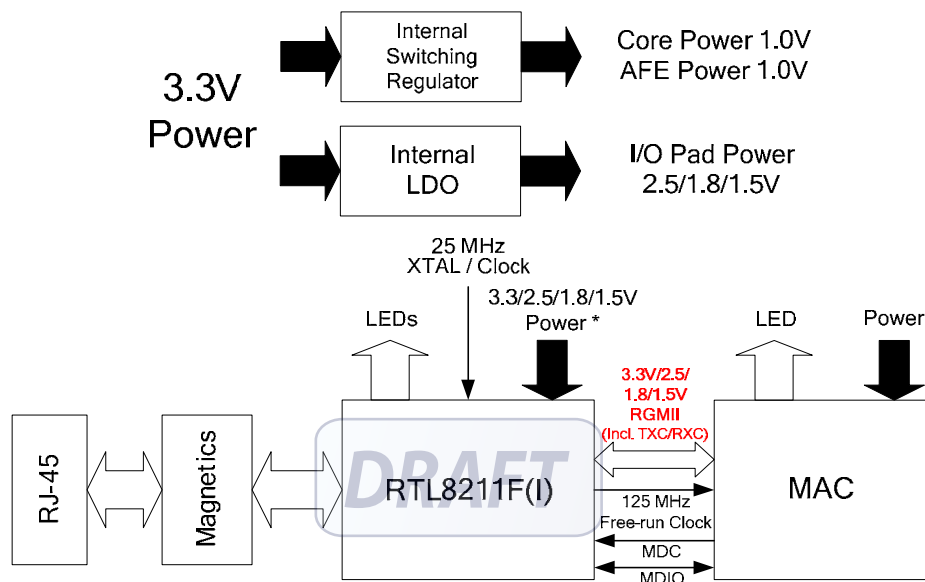 Internal
Switching
Regulator
Core Power 1.0V
AFE Power 1.0V
3.3V
Power
Internal
LDO
I/O Pad Power
2.5/1.8/1.5V
25 MHz
XTAL / Clock
3.3/2.5/1.8/1.5V
Power *
LEDs
LED
Power
3.3V/2.5/
1.8/1.5V
RGMII
(Incl. TXC/RXC)
RJ-45
Magnetics
DRAFT
RTL8211F(I)
MAC
125 MHz
Free-run Clock
MDC
MDIO